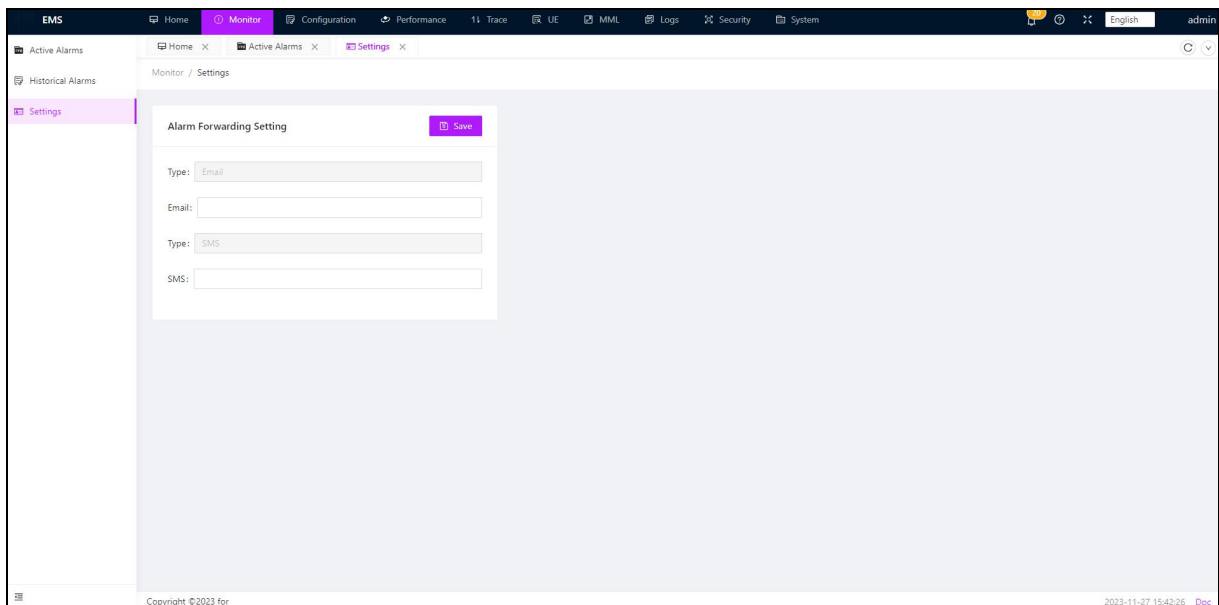 EMS Home Monitor Configuration Performance Trace UE MML Logs Security System 20 English admin
Active Alarms
Historical Alarms
Settings
Home Active Alarms Settings
Monitor / Settings
Alarm Forwarding Setting Save
Type: Email
Email:
Type: SMS
SMS:
Copyright ©2023 for 2023-11-27 15:42:26 Doc